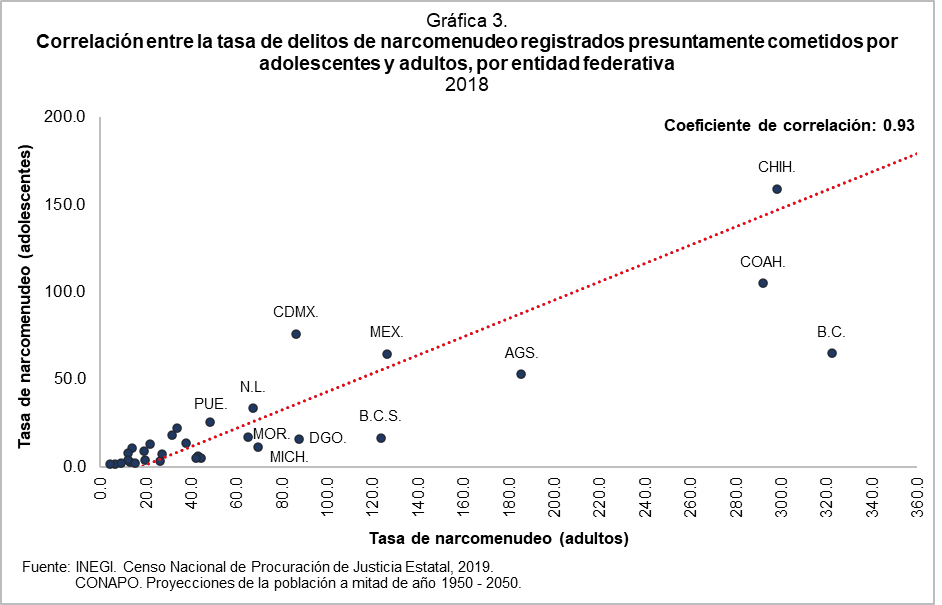 Gráfica 3.
Correlación entre la tasa de delitos de narcomenudeo registrados presuntamente cometidos por
adolescentes y adultos, por entidad federativa
2018
Coeficiente de correlación: 0.93
Tasa de narcomenudeo (adolescentes)
200.0
150.0
100.0
50.0
0.0
CHIH.
COAH.
B.C.
CDMX.
MEX.
AGS.
N.L.
PUE.
B.C.S.
MOR.
DGO.
MICH.
0.0
20.0
40.0
60.0
80.0
100.0
120.0
140.0
160.0
180.0
200.0
220.0
240.0
260.0
280.0
300.0
320.0
340.0
360.0
Tasa de narcomenudeo (adultos)
Fuente: INEGI. Censo Nacional de Procuración de Justicia Estatal, 2019.
CONAPO. Proyecciones de la población a mitad de año 1950 - 2050.